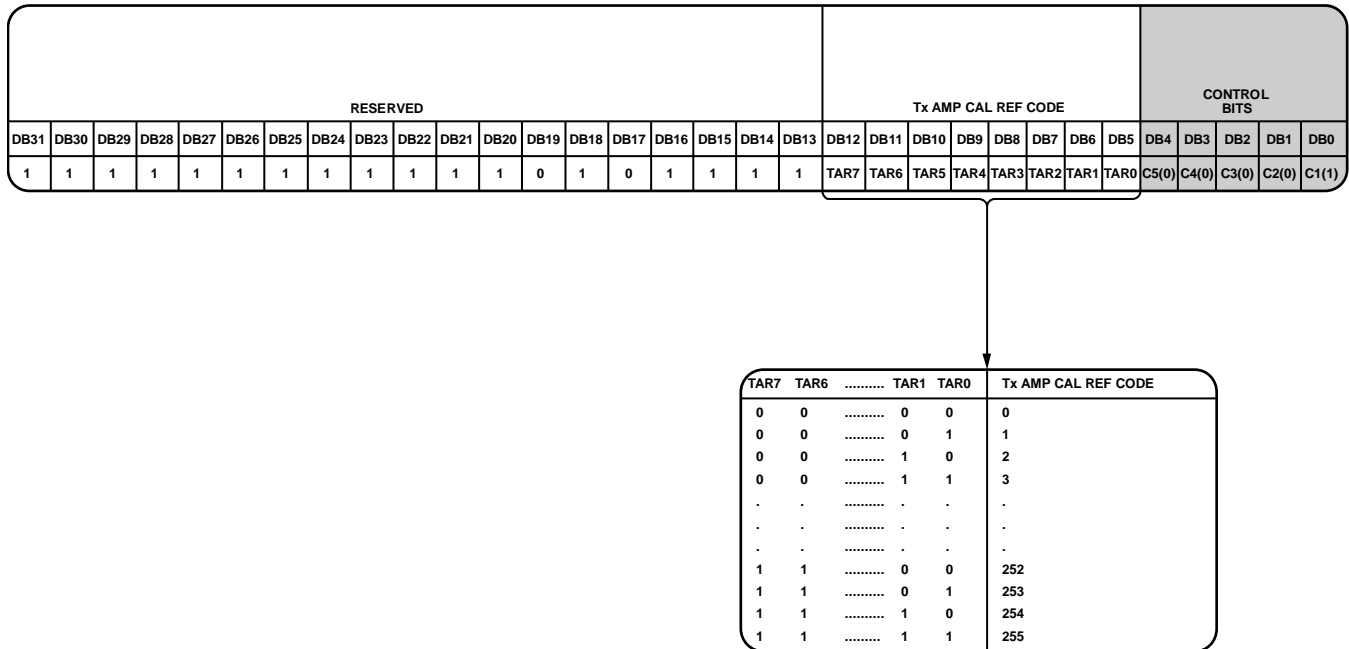 RESERVED Tx AMP CAL REF CODE CONTROL
BITS
DB31 DB30 DB29 DB28 DB27 DB26 DB25 DB24 DB23 DB22 DB21 DB20 DB19 DB18 DB17 DB16 DB15 DB14 DB13 DB12 DB11 DB10 DB9 DB8 DB7 DB6 DB5 DB4 DB3 DB2 DB1 DB0
1 1 1 1 1 1 1 1 1 1 1 1 0 1 0 1 1 1 1 TAR7 TAR6 TAR5 TAR4 TAR3 TAR2 TAR1 TAR0 C5(0) C4(0) C3(0) C2(0) C1(1)
TAR7 TAR6 .......... TAR1 TAR0 Tx AMP CAL REF CODE
0 0 .......... 0 0 0
0 0 .......... 0 1 1
0 0 .......... 1 0 2
0 0 .......... 1 1 3
. . .......... . . .
. . .......... . . .
. . .......... . . .
1 1 .......... 0 0 252
1 1 .......... 0 1 253
1 1 .......... 1 0 254
1 1 ......... 1 1 255